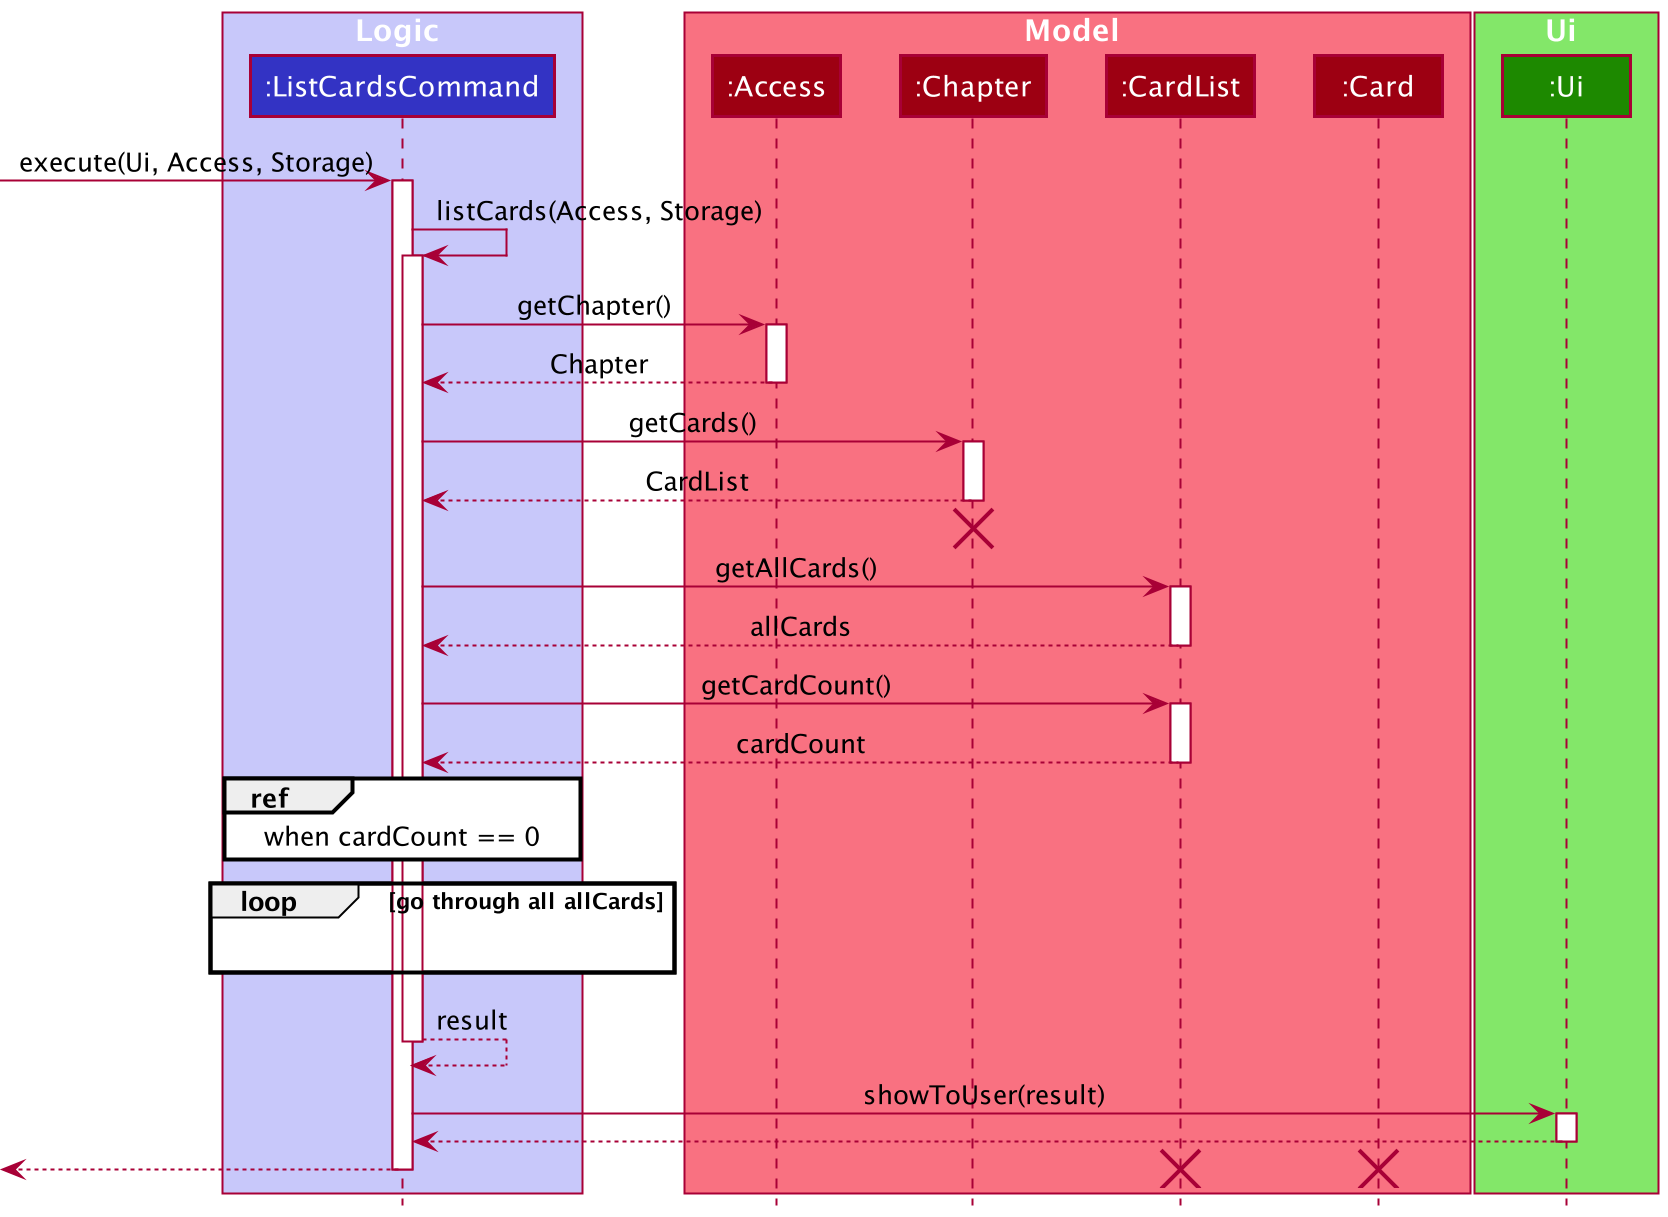 Logic
Model
Ui
:ListCardsCommand
:Access
:Chapter
:CardList
:Card
:Ui
execute(Ui, Access, Storage)
listCards(Access, Storage)
getChapter()
Chapter
getCards()
CardList
getAllCards()
allCards
getCardCount()
cardCount
ref
when cardCount == 0
loop [go through all allCards]
result
showToUser(result)